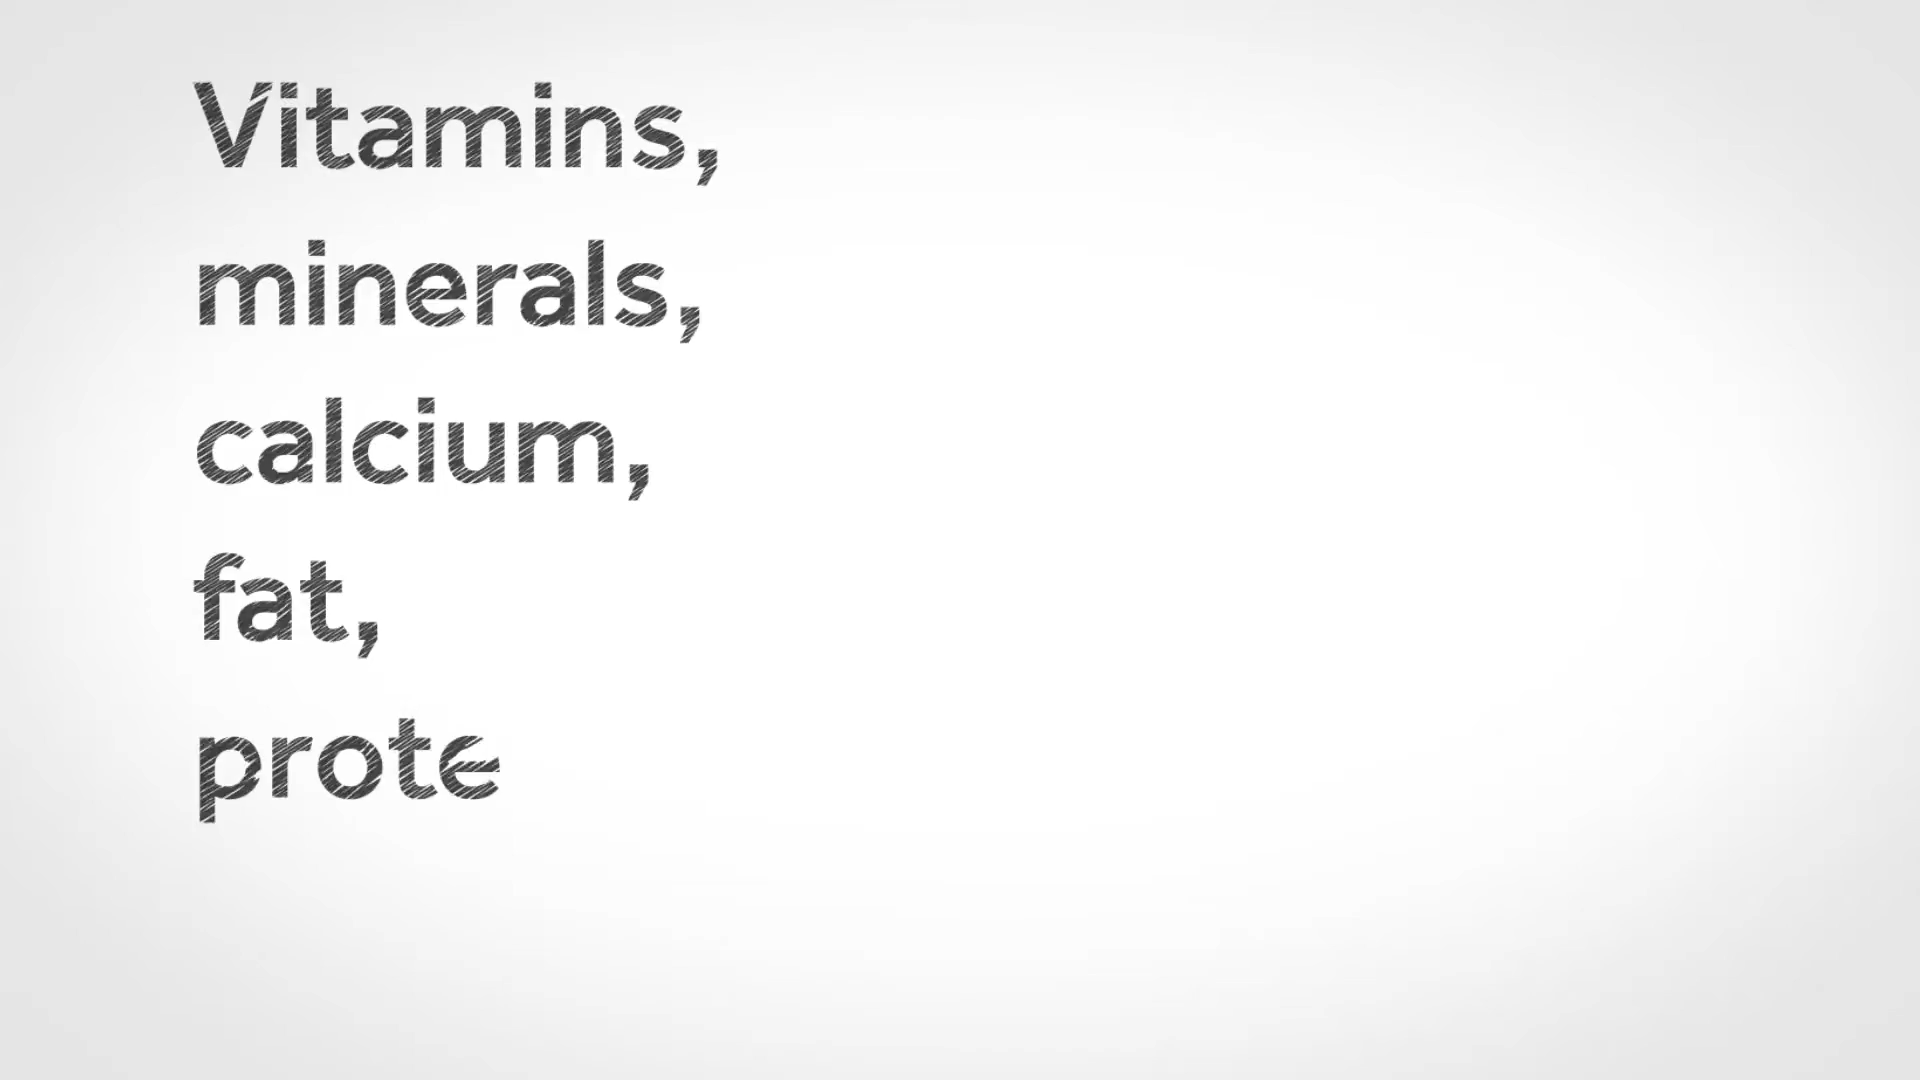 Vitamins,
minerals,
calcium,
fat,
prote